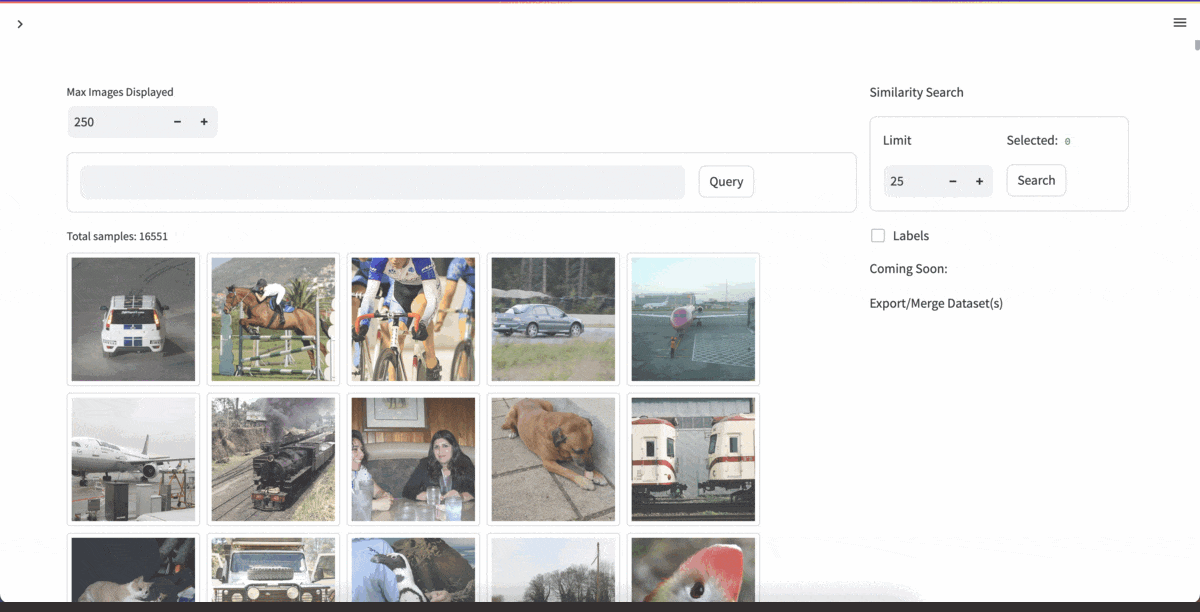 Max Images Displayed
250
Query
Total samples: 16551
Similarity Search
Limit
Selected: 0
25
Search
Labels
Coming Soon:
Export/Merge Dataset(s)